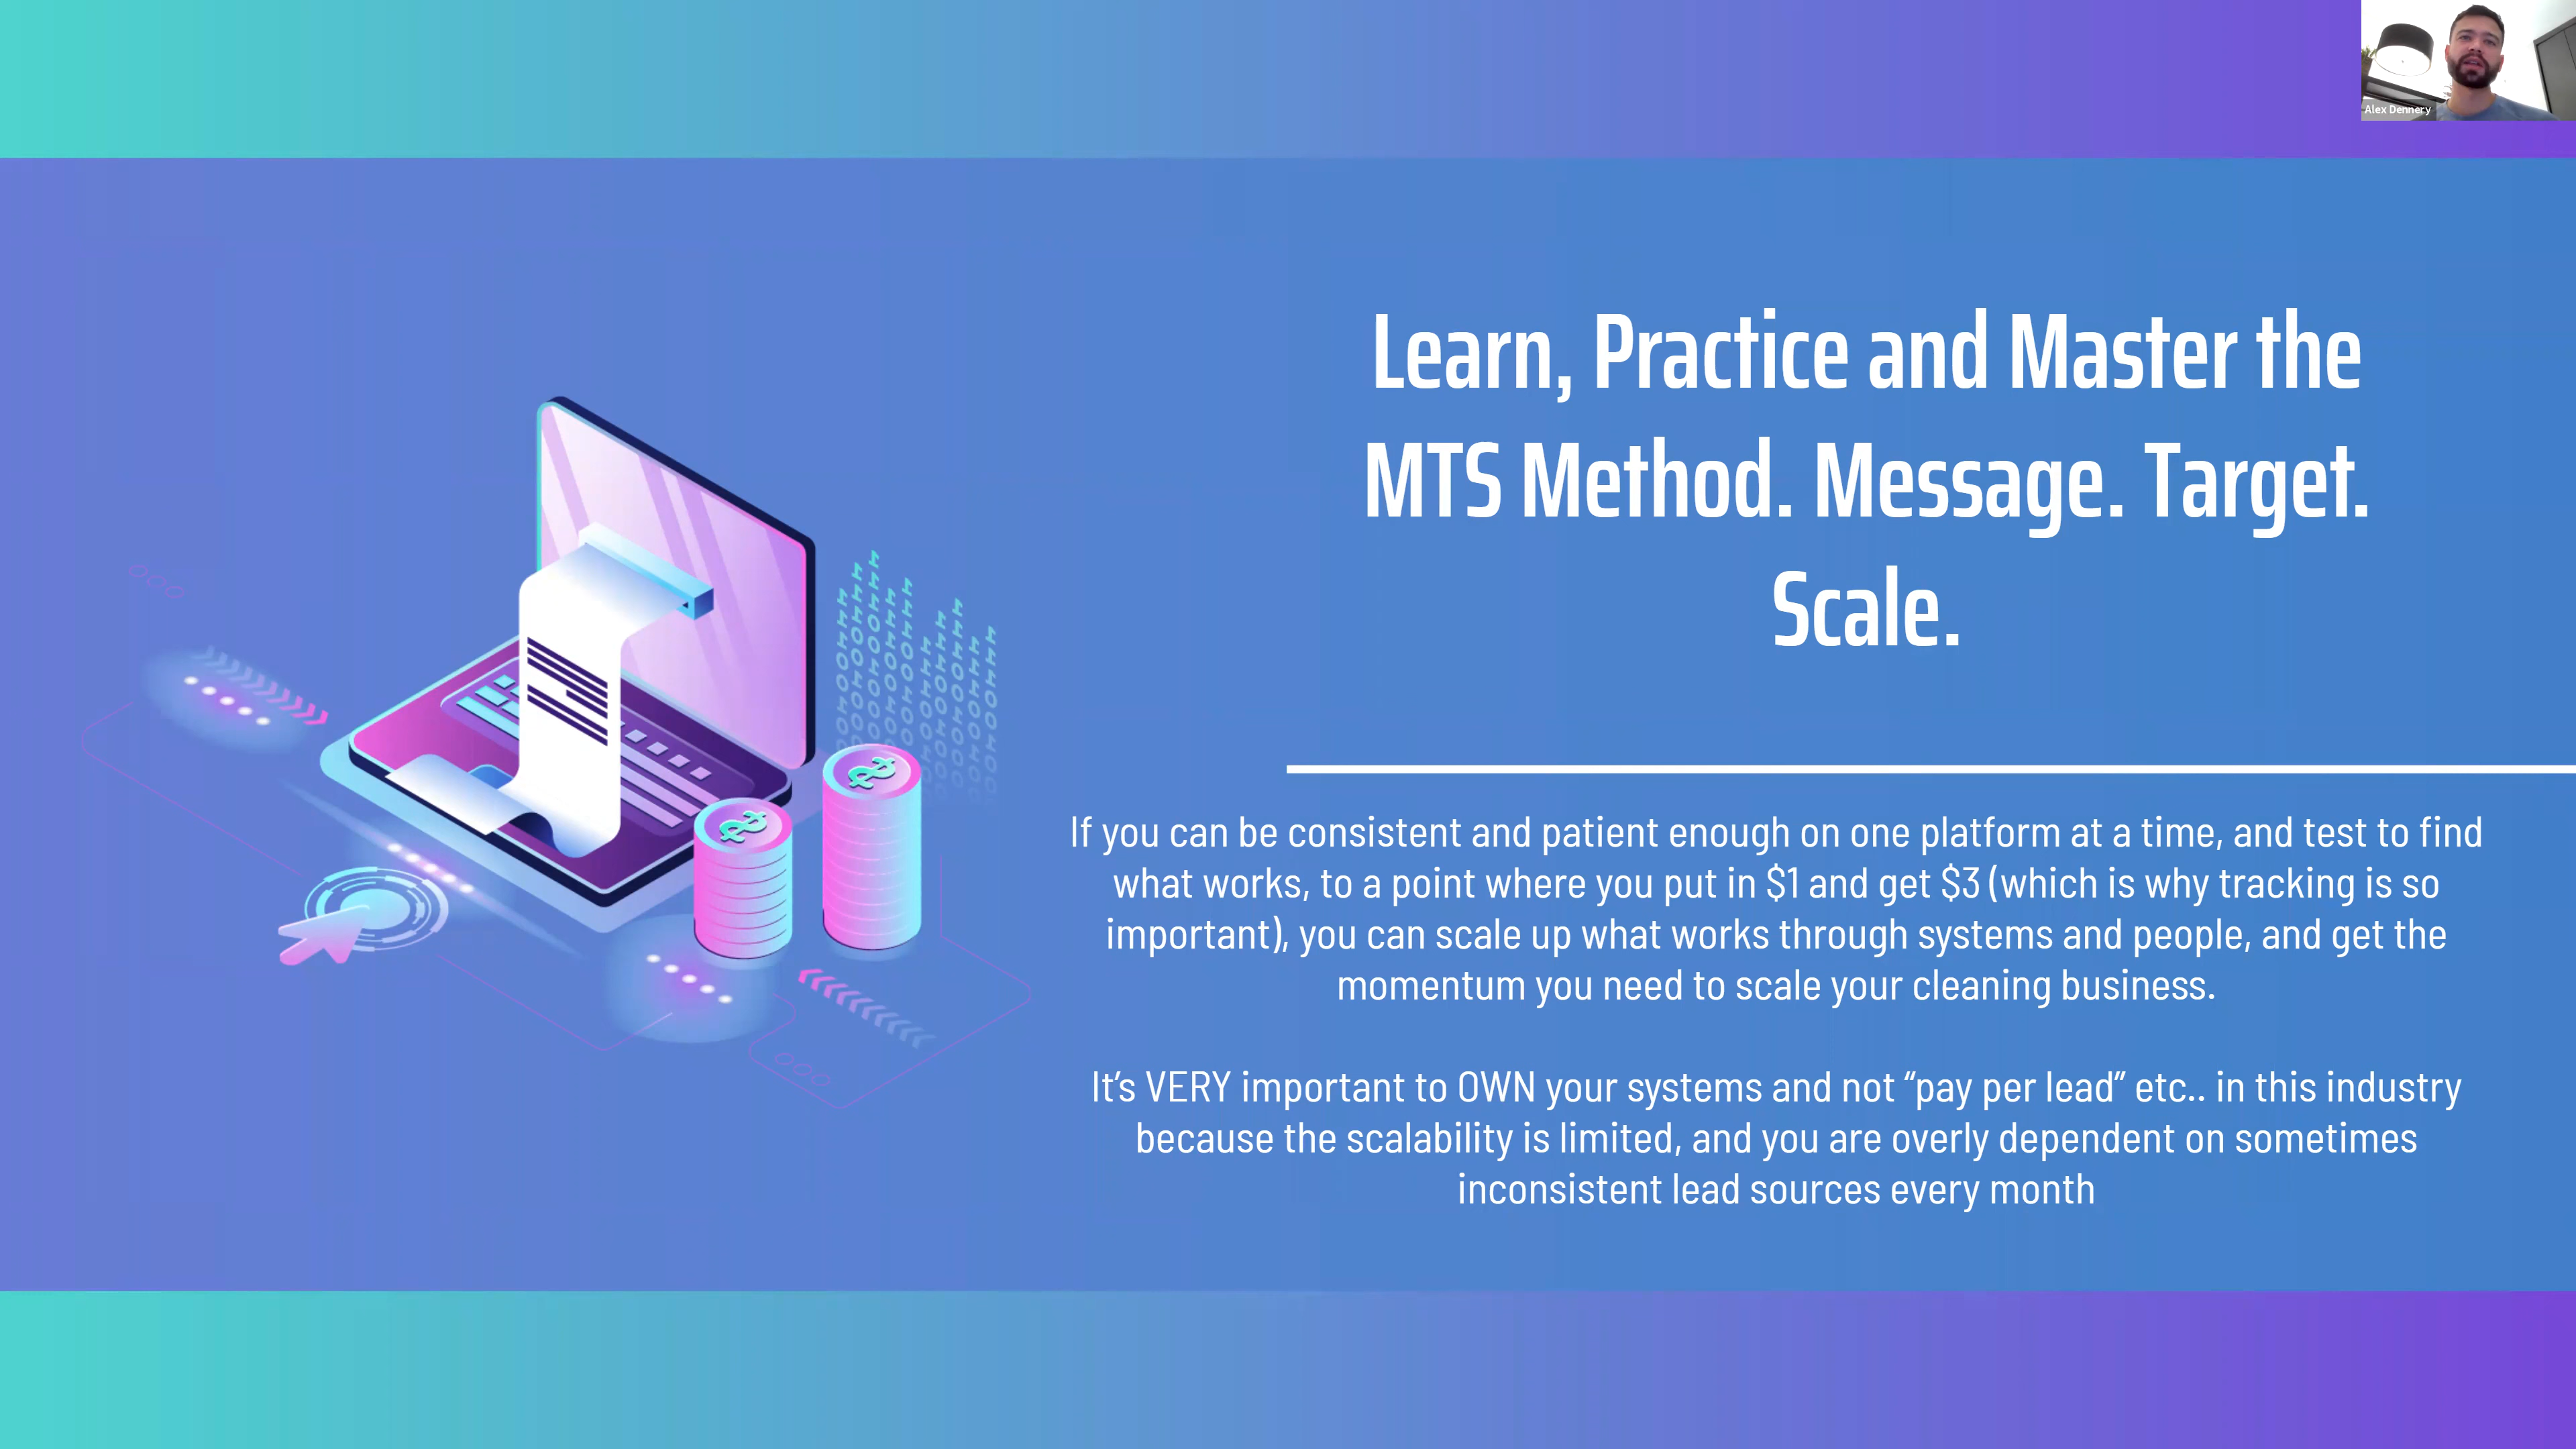 Alex Dennery
Learn, Practice and Master the
MTS Method. Message. Target.
Scale.
If you can be consistent and patient enough on one platform at a time, and test to find
what works, to a point where you put in $1 and get $3 (which is why tracking is so
important), you can scale up what works through systems and people, and get the
momentum you need to scale your cleaning business.
It’s VERY important to OWN your systems and not “pay per lead” etc.. in this industry
because the scalability is limited, and you are overly dependent on sometimes
inconsistent lead sources every month